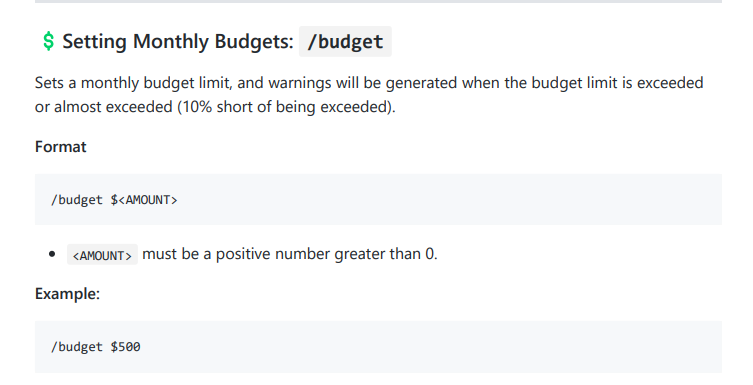 $ Setting Monthly Budgets: /budget
Sets a monthly budget limit, and warnings will be generated when the budget limit is exceeded
or almost exceeded (10% short of being exceeded).
Format
/budget $<AMOUNT>
• <AMOUNT> must be a positive number greater than 0.
Example:
/budget $500